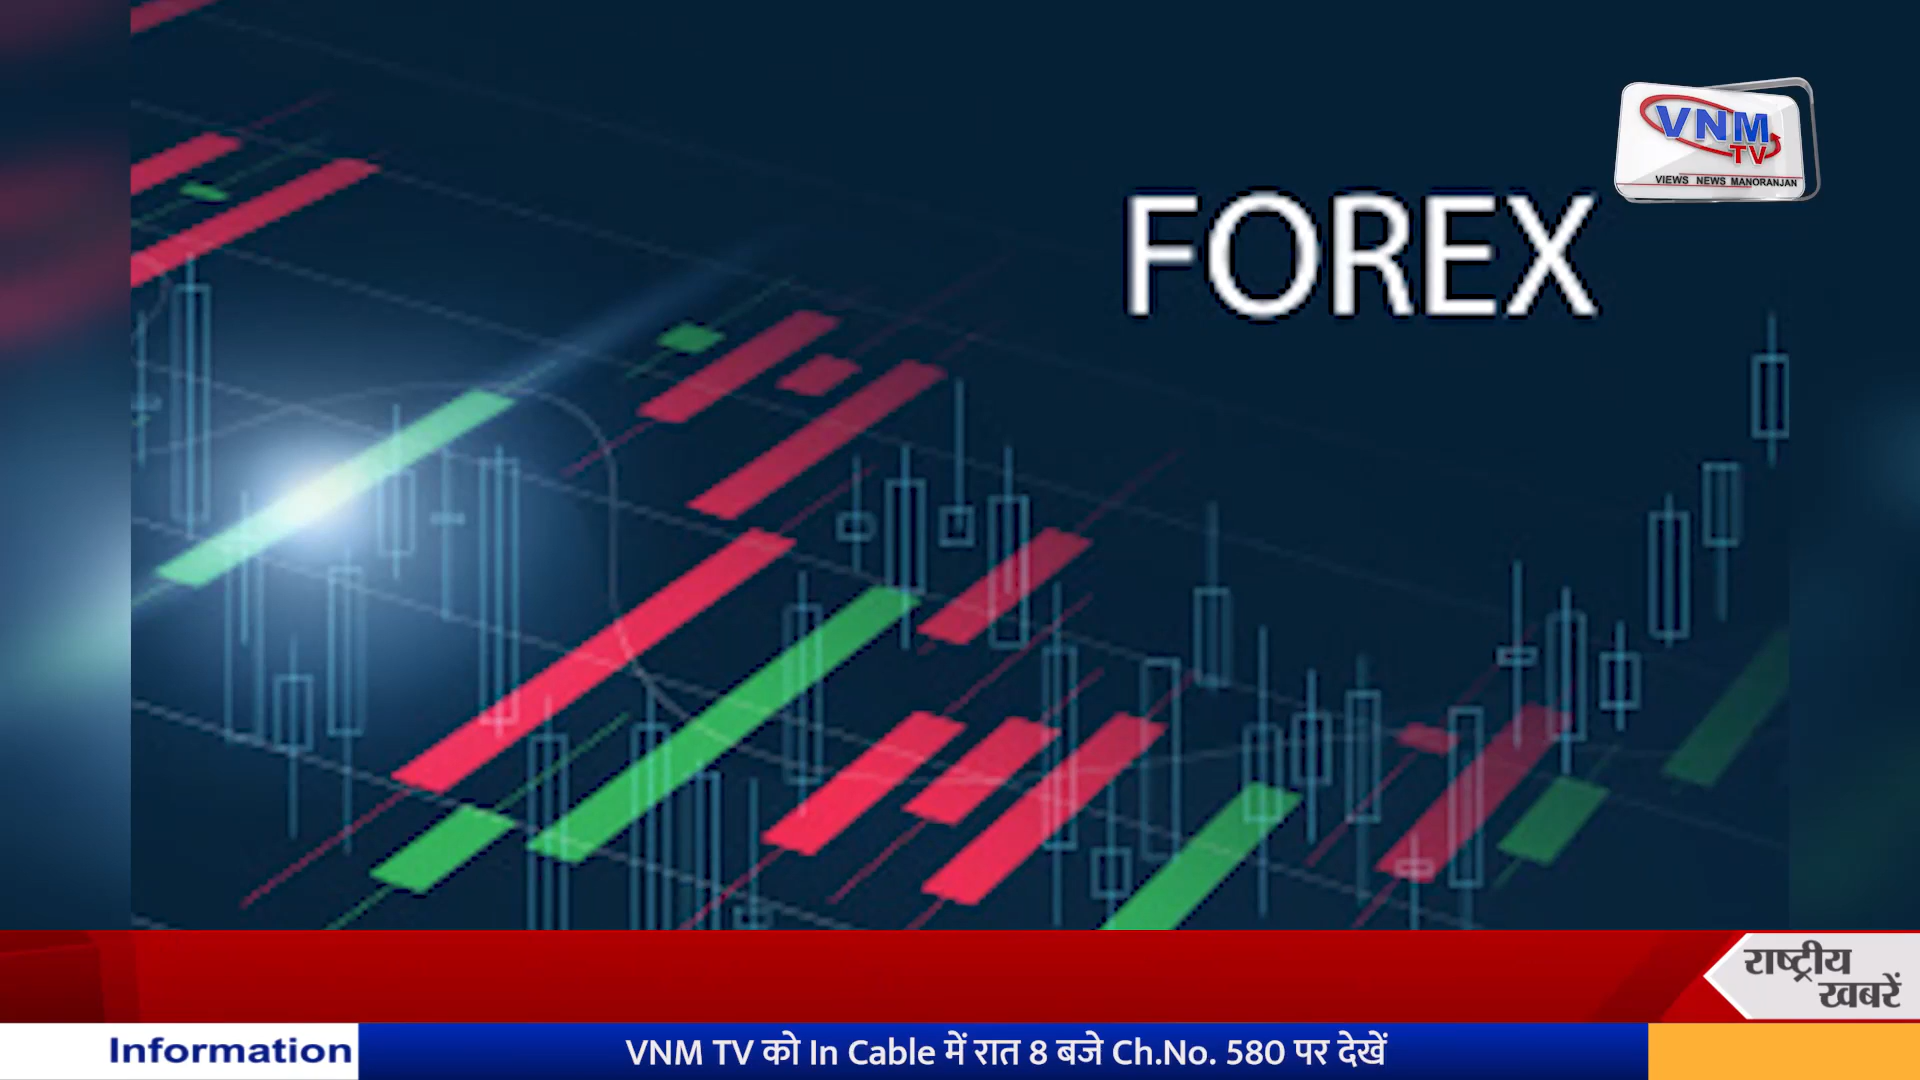 VNM
TV
VIEWS NEWS MANORANJAN
FOREX
राष्ट्रीय
खबरें
Information
VNM TV को In Cable में रात 8 बजे Ch.No. 580 पर देखें